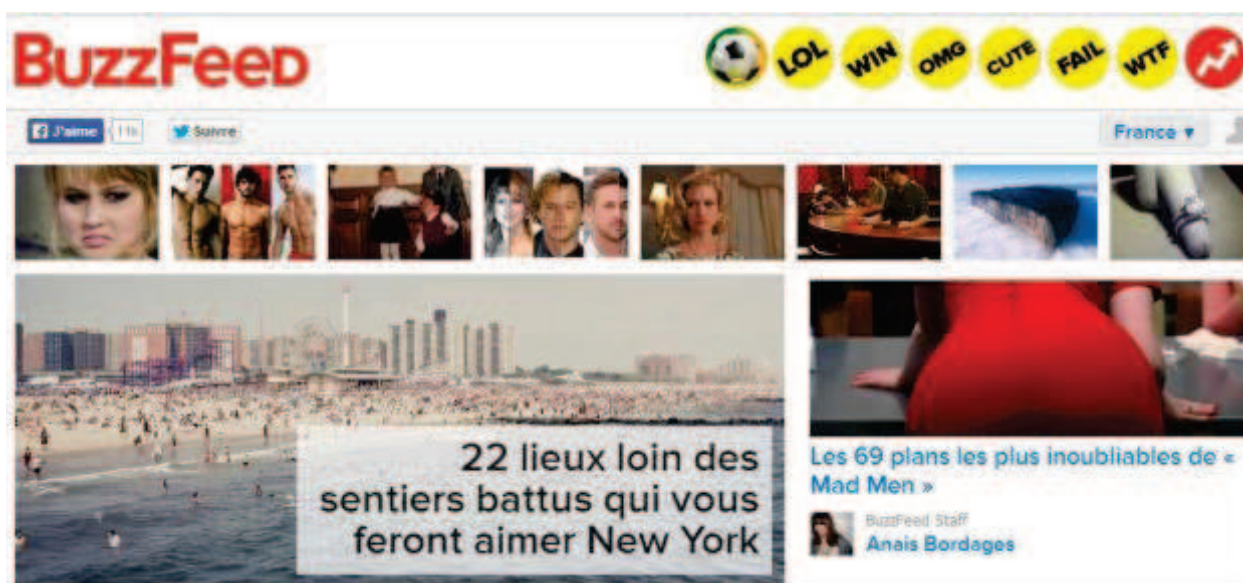 BuzzFeed
LOL
WIN
OMG
CUTE
FAIL
WTF
J'aime 11k
Suivre
France ▾
22 lieux loin des
sentiers battus qui vous
feront aimer New York
Les 69 plans les plus inoubliables de «
Mad Men »
BuzzFeed Staff
Anais Bordages